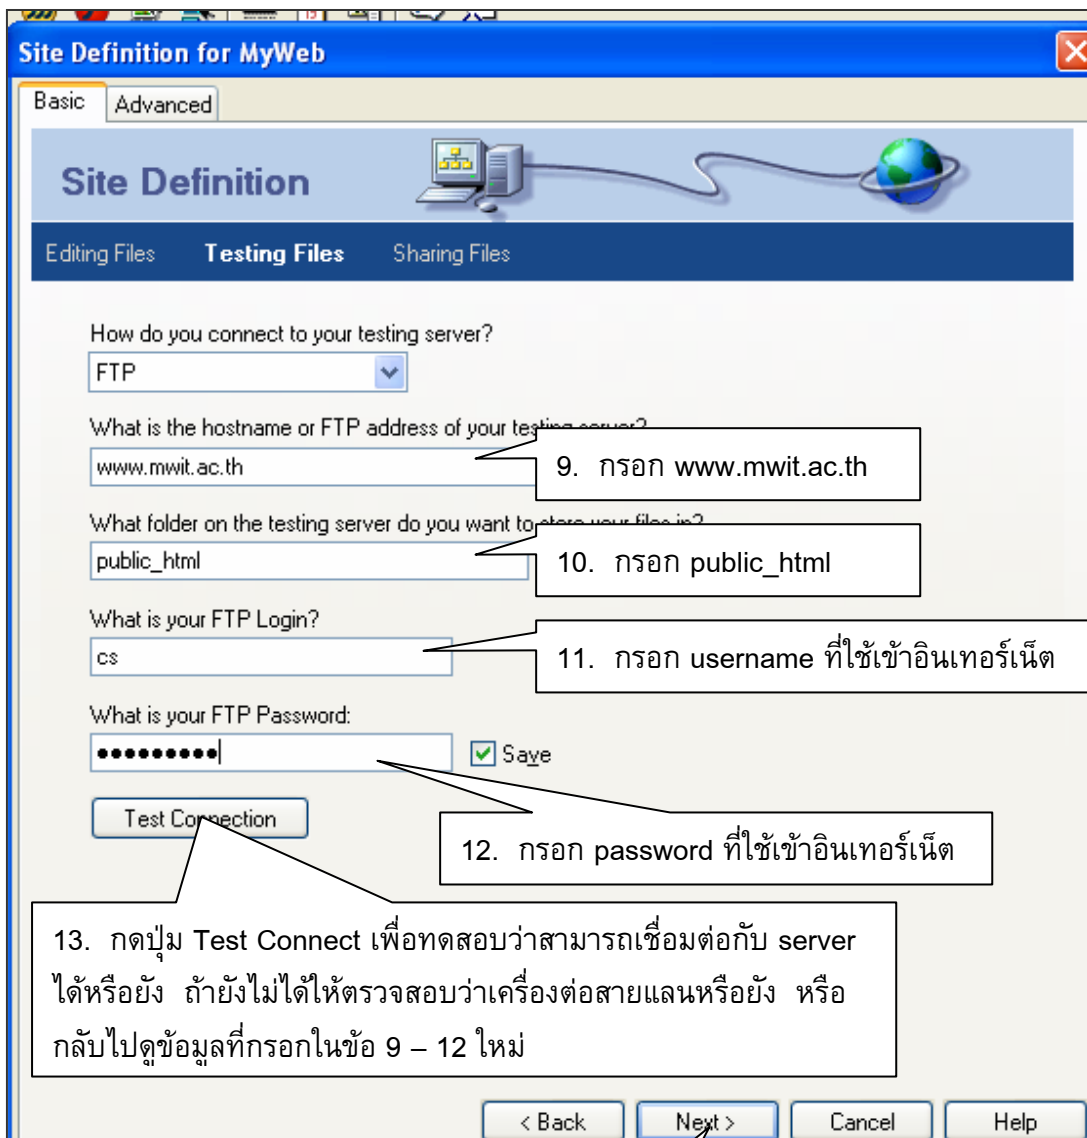 Site Definition for MyWeb
Basic Advanced
Site Definition
Editing Files Testing Files Sharing Files
How do you connect to your testing server?
FTP
What is the hostname or FTP address of your testing server?
www.mwit.ac.th
9. กรอก www.mwit.ac.th
What folder on the testing server do you want to store your files in?
public_html
10. กรอก public_html
What is your FTP Login?
cs
11. กรอก username ที่ใช้เข้าอินเทอร์เน็ต
What is your FTP Password:
•••••••••
Save
Test Connection
12. กรอก password ที่ใช้เข้าอินเทอร์เน็ต
13. กดปุ่ม Test Connect เพื่อทดสอบว่าสามารถเชื่อมต่อกับ server
ได้หรือยัง ถ้ายังไม่ได้ให้ตรวจสอบว่าเครื่องต่อสายแลนหรือยัง หรือ
กลับไปดูข้อมูลที่กรอกในข้อ 9 – 12 ใหม่
< Back Next > Cancel Help